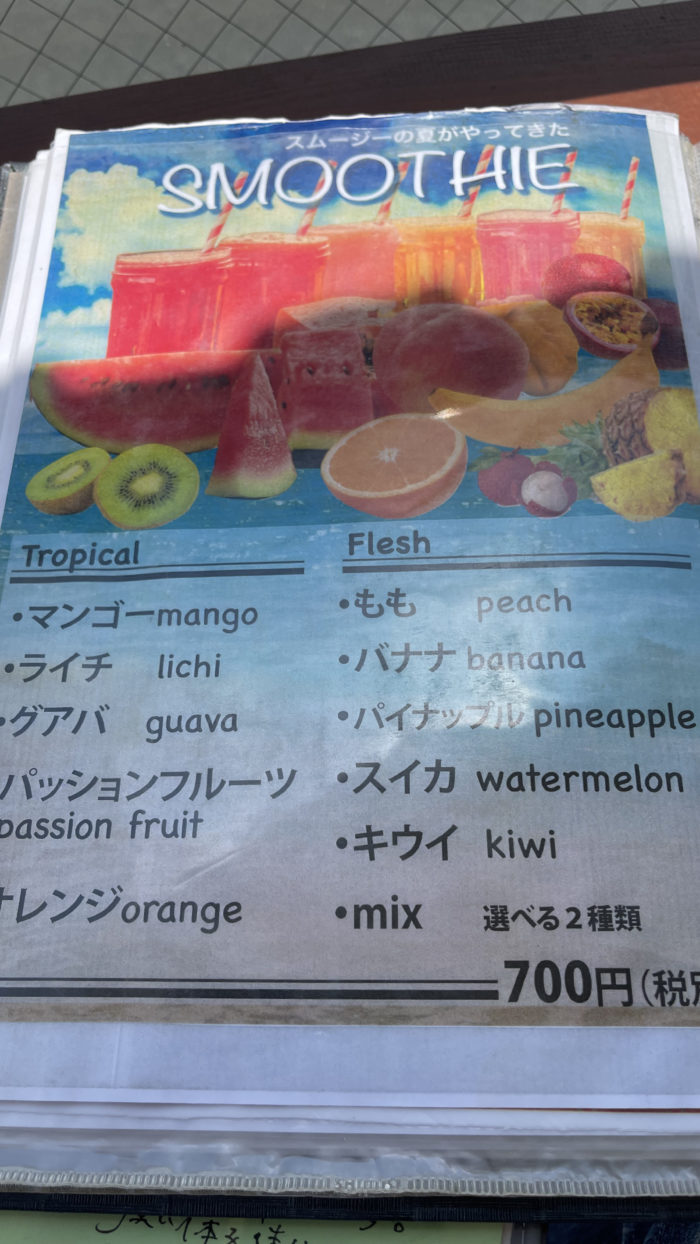 スムージーの夏がやってきた
SMOOTHIE
Tropical
・マンゴーmango
・ライチ lichi
・グアバ guava
パッションフルーツ
passion fruit
オレンジorange
Flesh
・もも peach
・バナナ banana
・パイナップル pineapple
・スイカ watermelon
・キウイ kiwi
・mix 選べる2種類
700円(税別